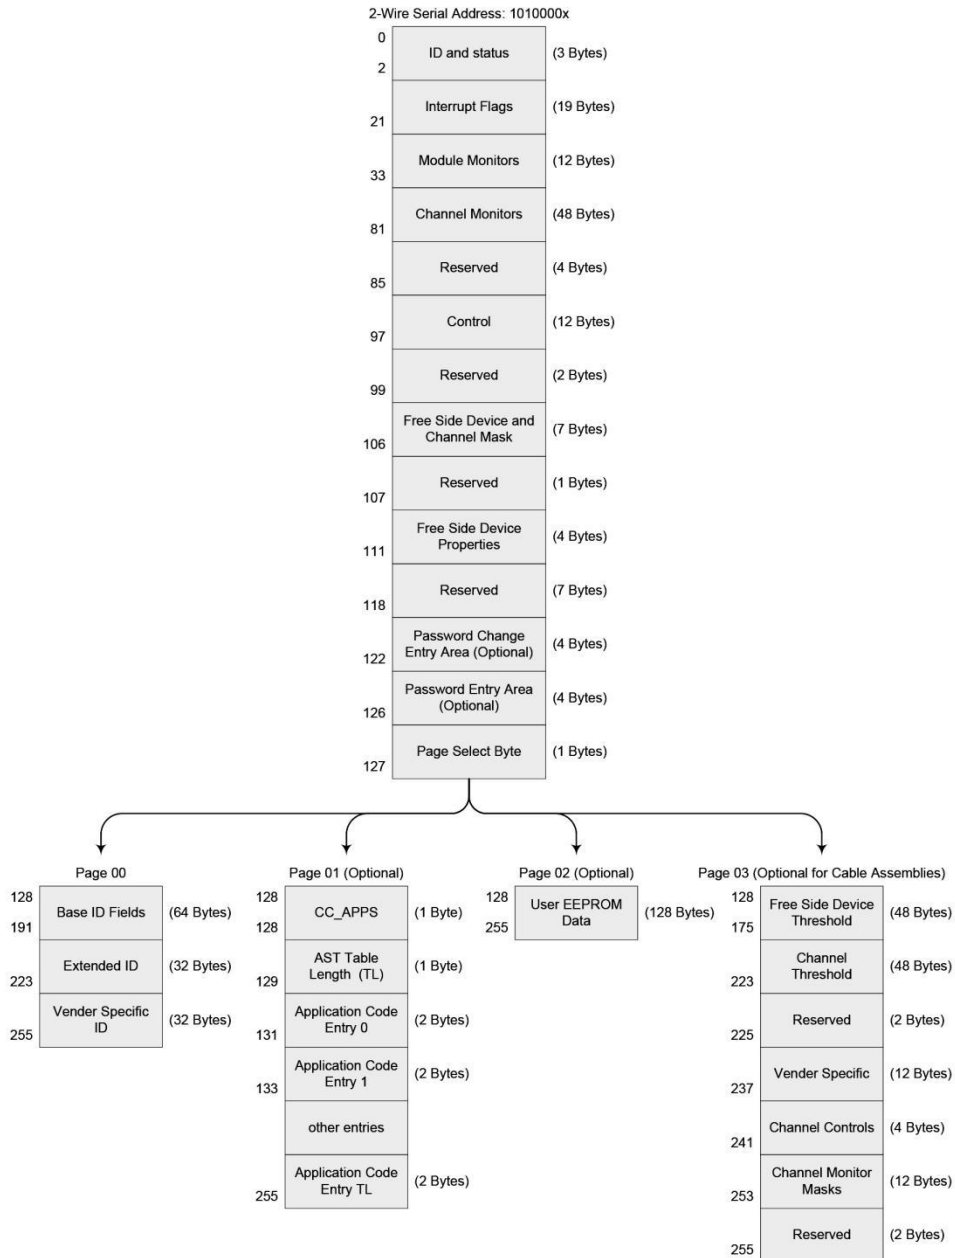 2-Wire Serial Address: 1010000x
0
ID and status
(3 Bytes)
2
Interrupt Flags
(19 Bytes)
21
Module Monitors
(12 Bytes)
33
Channel Monitors
(48 Bytes)
81
Reserved
(4 Bytes)
85
Control
(12 Bytes)
97
Reserved
(2 Bytes)
99
Free Side Device and
Channel Mask
(7 Bytes)
106
Reserved
(1 Bytes)
107
Free Side Device
Properties
(4 Bytes)
111
Reserved
(7 Bytes)
118
Password Change
Entry Area (Optional)
(4 Bytes)
122
Password Entry Area
(Optional)
(4 Bytes)
126
Page Select Byte
(1 Bytes)
127
Page 00
128
Base ID Fields
(64 Bytes)
191
Extended ID
(32 Bytes)
223
Vender Specific
ID
(32 Bytes)
255
Page 01 (Optional)
128
CC_APPS
(1 Byte)
128
AST Table
Length (TL)
(1 Byte)
129
Application Code
Entry 0
(2 Bytes)
131
Application Code
Entry 1
(2 Bytes)
133
other entries
Application Code
Entry TL
(2 Bytes)
255
Page 02 (Optional)
128
User EEPROM
Data
(128 Bytes)
255
Page 03 (Optional for Cable Assemblies)
128
Free Side Device
Threshold
(48 Bytes)
175
Channel
Threshold
(48 Bytes)
223
Reserved
(2 Bytes)
225
Vender Specific
(12 Bytes)
237
Channel Controls
(4 Bytes)
241
Channel Monitor
Masks
(12 Bytes)
253
Reserved
(2 Bytes)
255